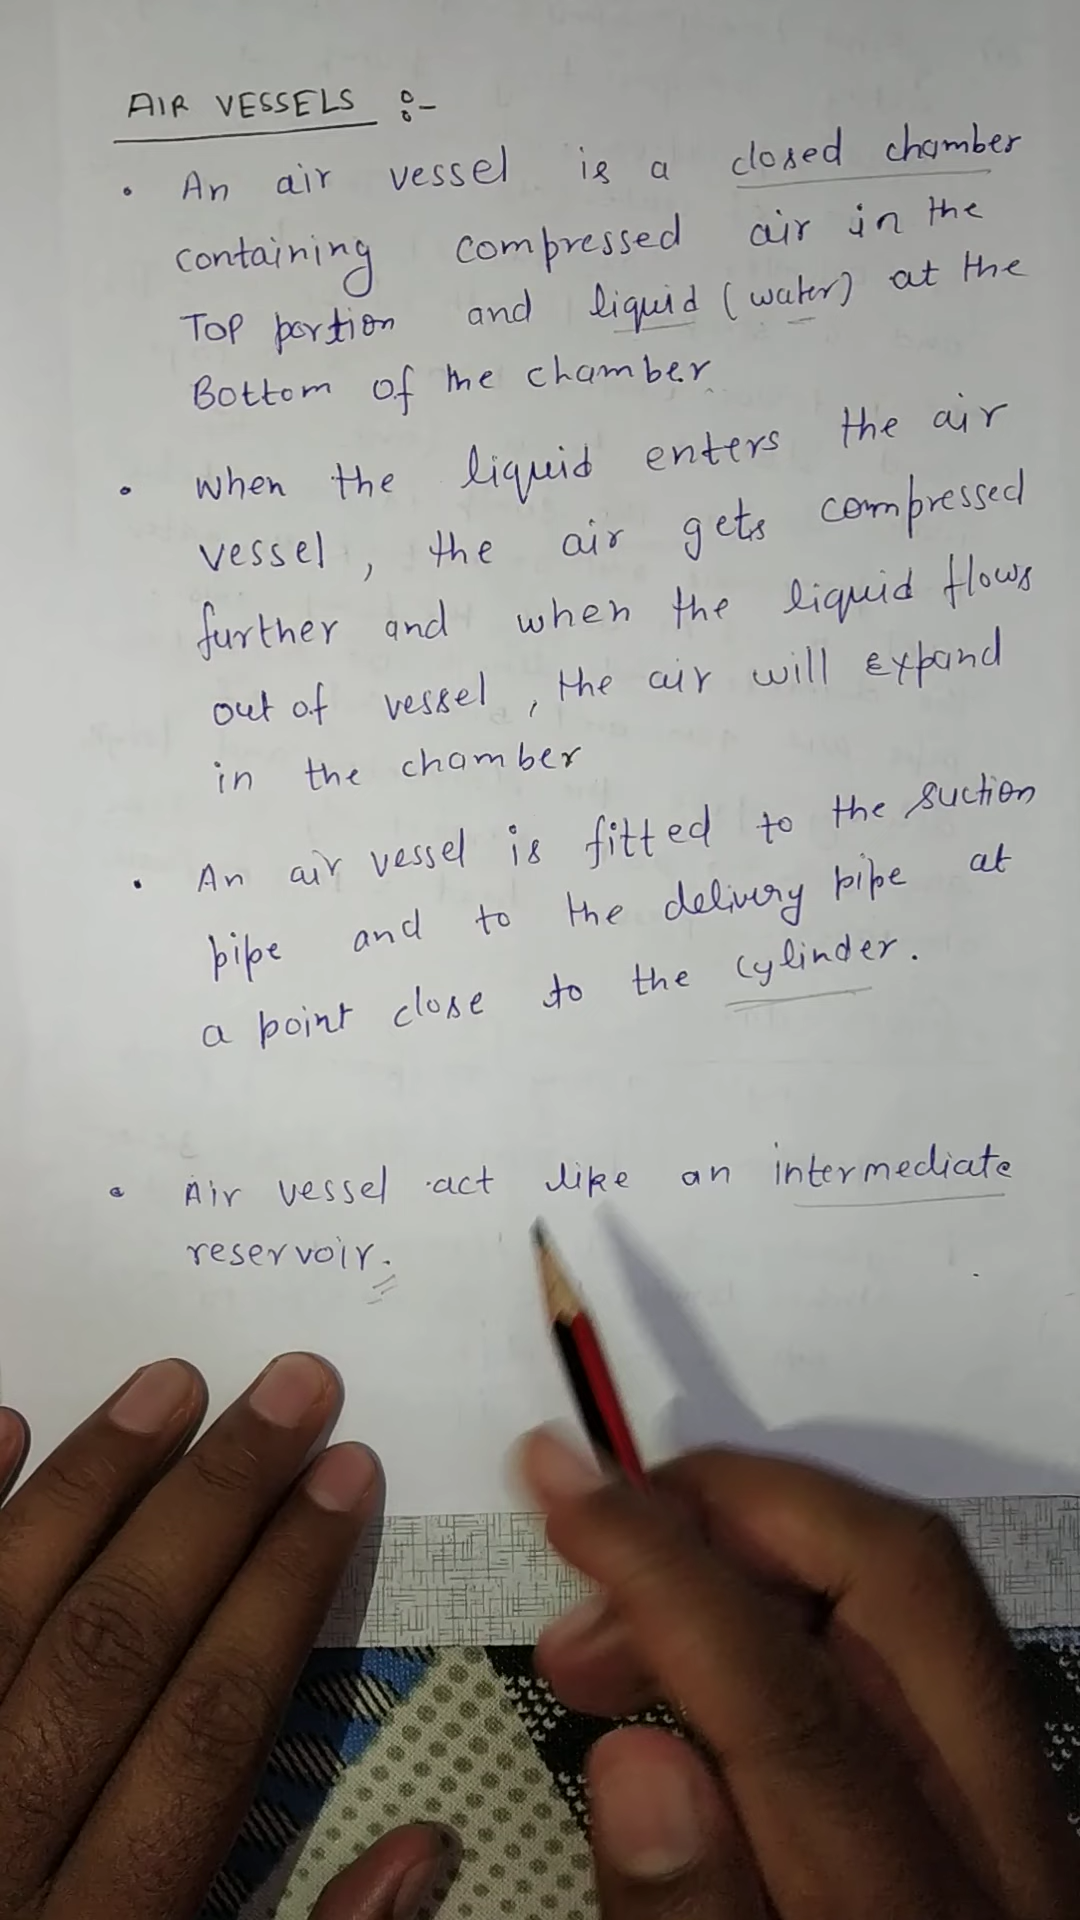 AIR VESSELS :-
• An air vessel is a closed chamber
containing compressed air in the
Top portion and liquid (water) at the
Bottom of the chamber
• when the liquid enters the air
vessel, the air gets compressed
further and when the liquid flows
out of vessel, the air will Expand
in the chamber
• An air vessel is fitted to the suction
pipe and to the delivery pipe at
a point close to the cylinder.
• Air vessel act like an intermediate
reservoir.